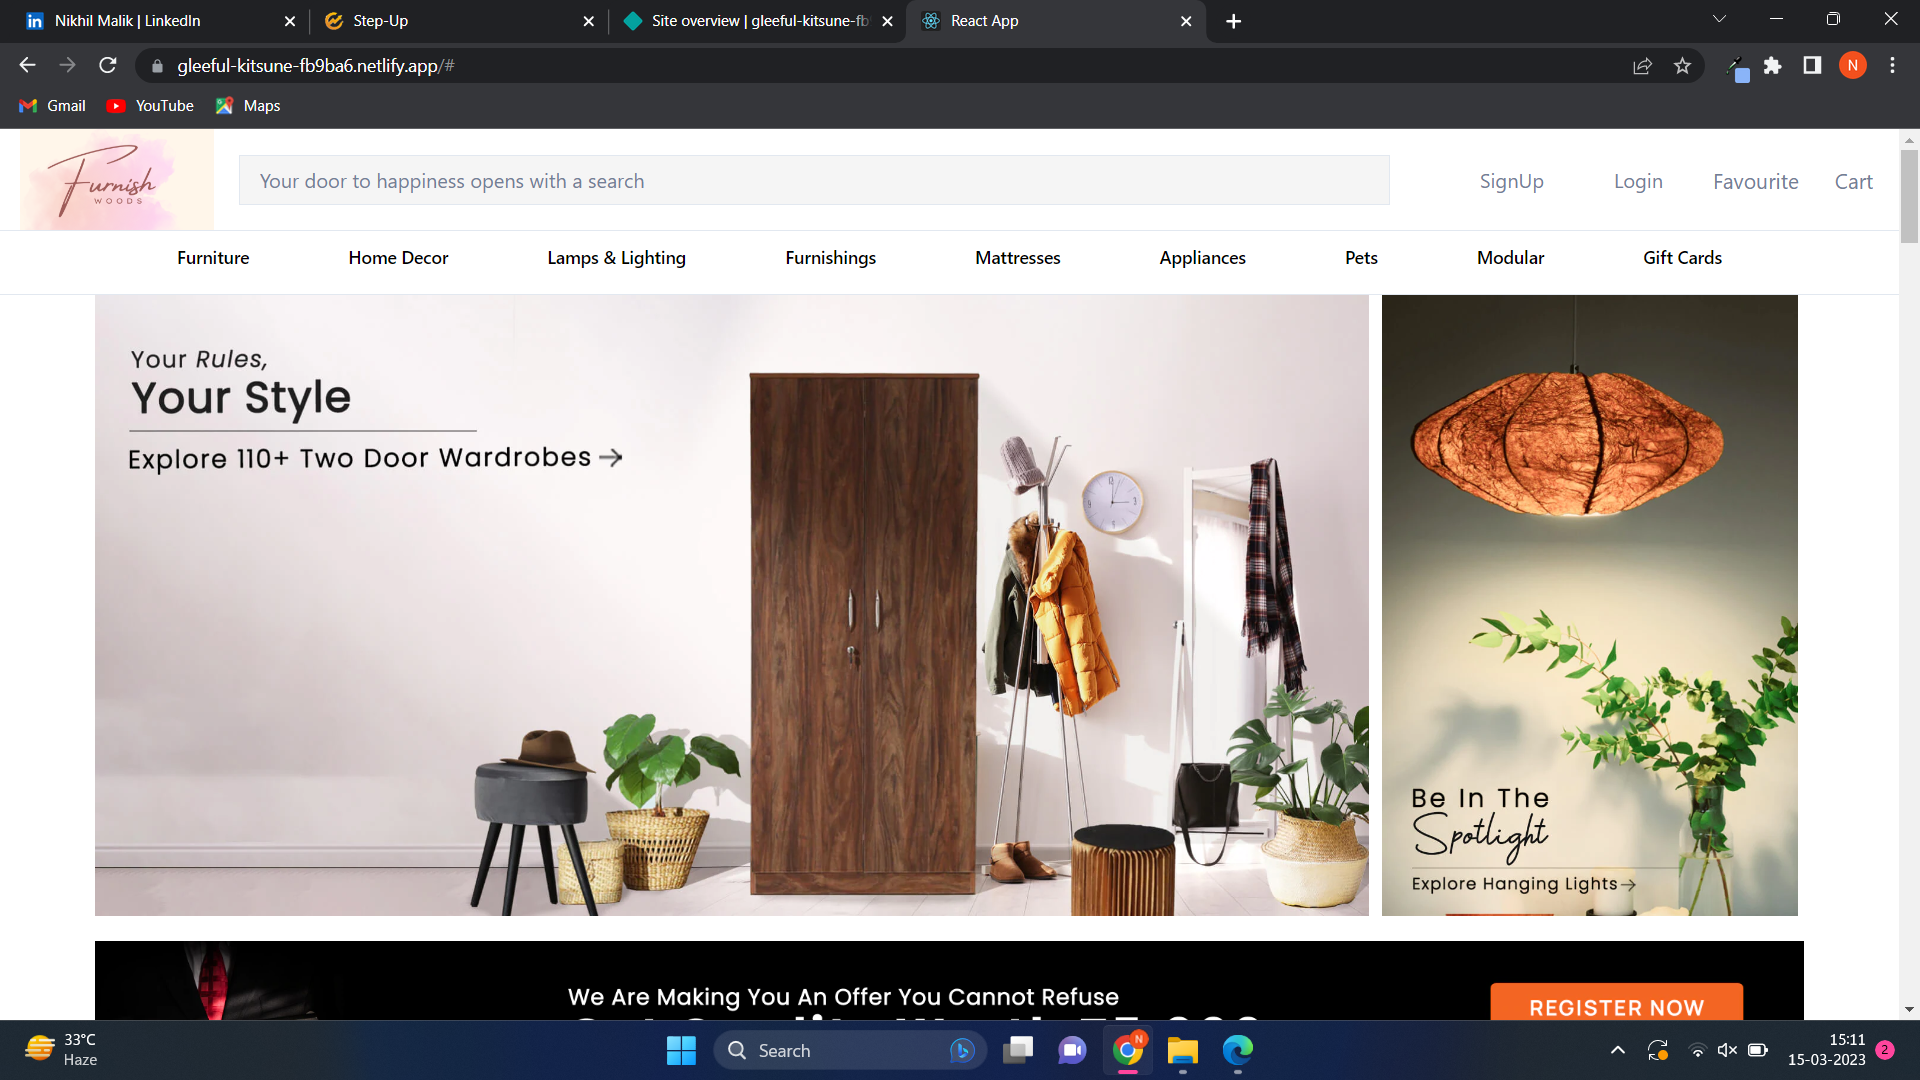 Nikhil Malik | LinkedIn
Step-Up
Site overview | gleeful-kitsune-fb9
React App
gleeful-kitsune-fb9ba6.netlify.app/#
N
Gmail
YouTube
Maps
Furnish
WOODS
Your door to happiness opens with a search
SignUp
Login
Favourite
Cart
Furniture
Home Decor
Lamps & Lighting
Furnishings
Mattresses
Appliances
Pets
Modular
Gift Cards
Your Rules,
Your Style
Explore 110+ Two Door Wardrobes
Be In The
Spotlight
Explore Hanging Lights
We Are Making You An Offer You Cannot Refuse
REGISTER NOW
33°C
Haze
Search
N
15:11
15-03-2023
2